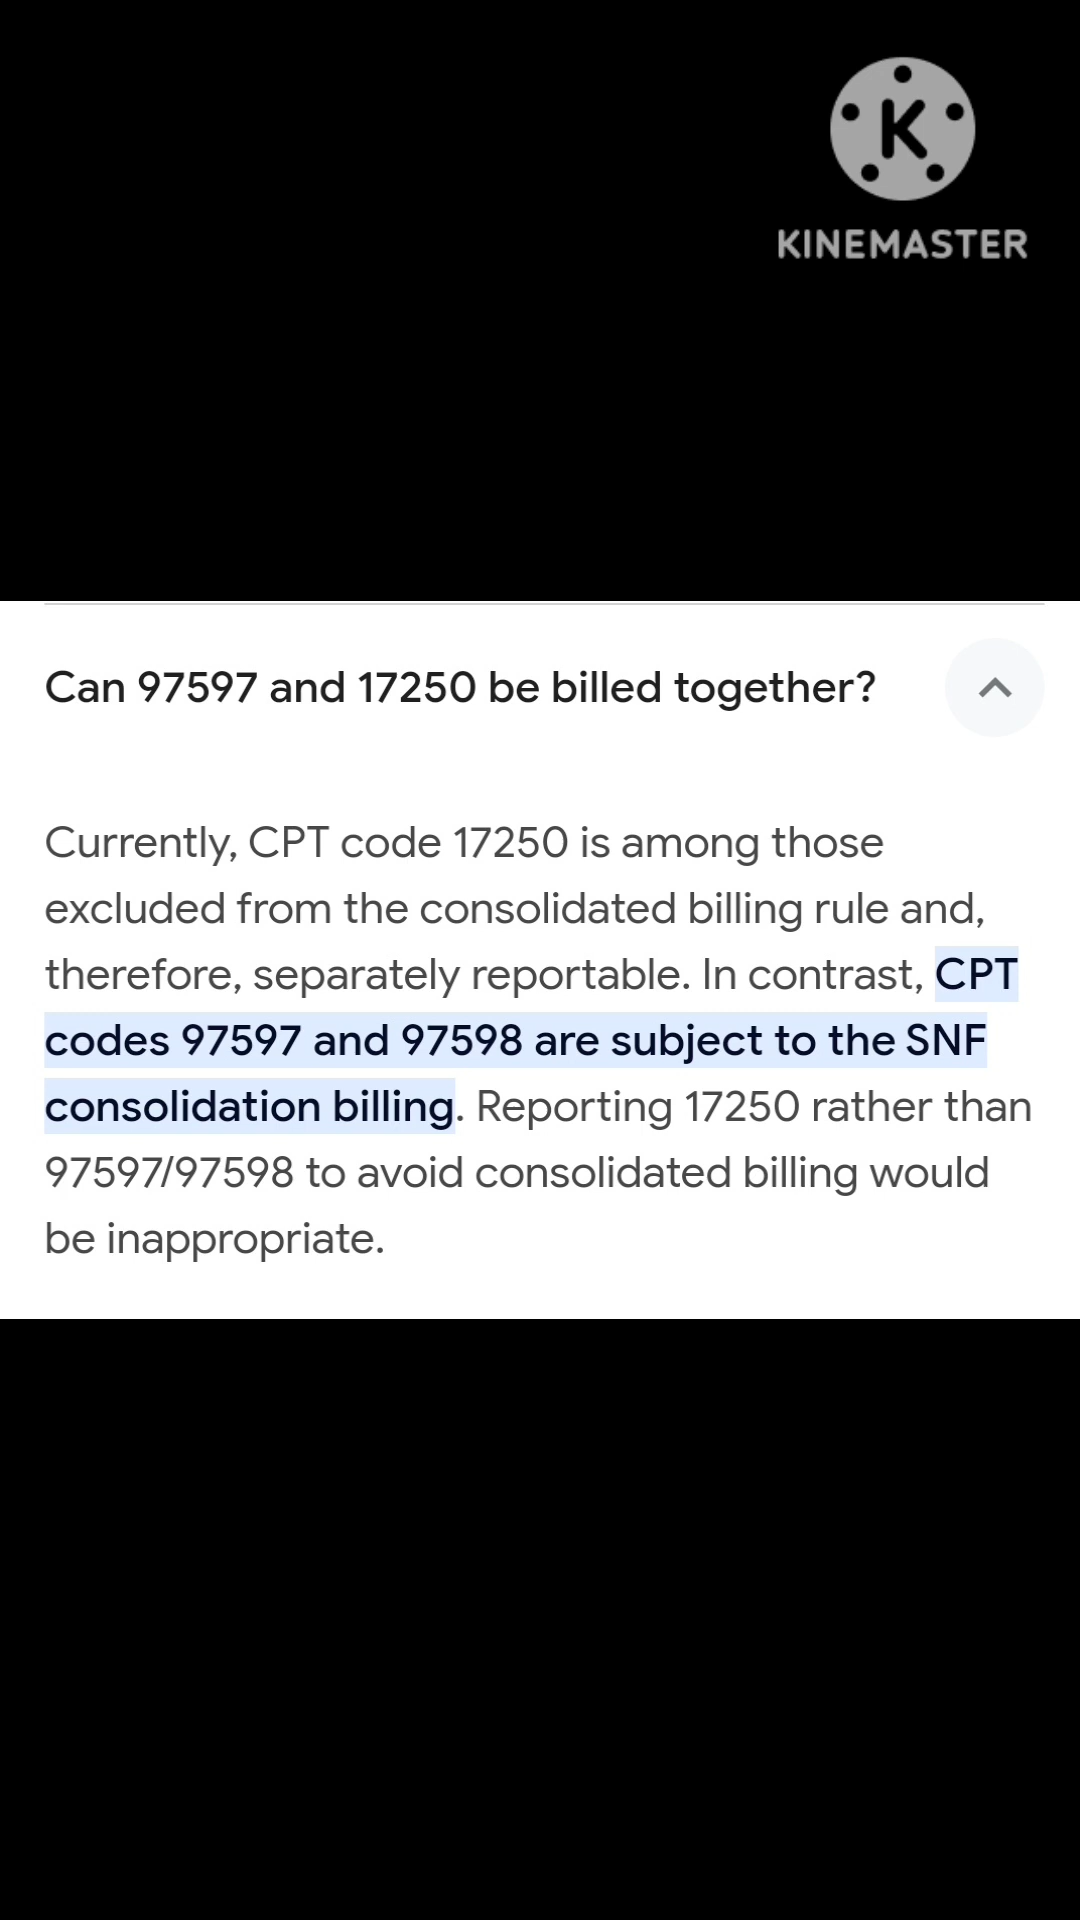 K
KINEMASTER
Can 97597 and 17250 be billed together?
Currently, CPT code 17250 is among those
excluded from the consolidated billing rule and,
therefore, separately reportable. In contrast, CPT
codes 97597 and 97598 are subject to the SNF
consolidation billing. Reporting 17250 rather than
97597/97598 to avoid consolidated billing would
be inappropriate.